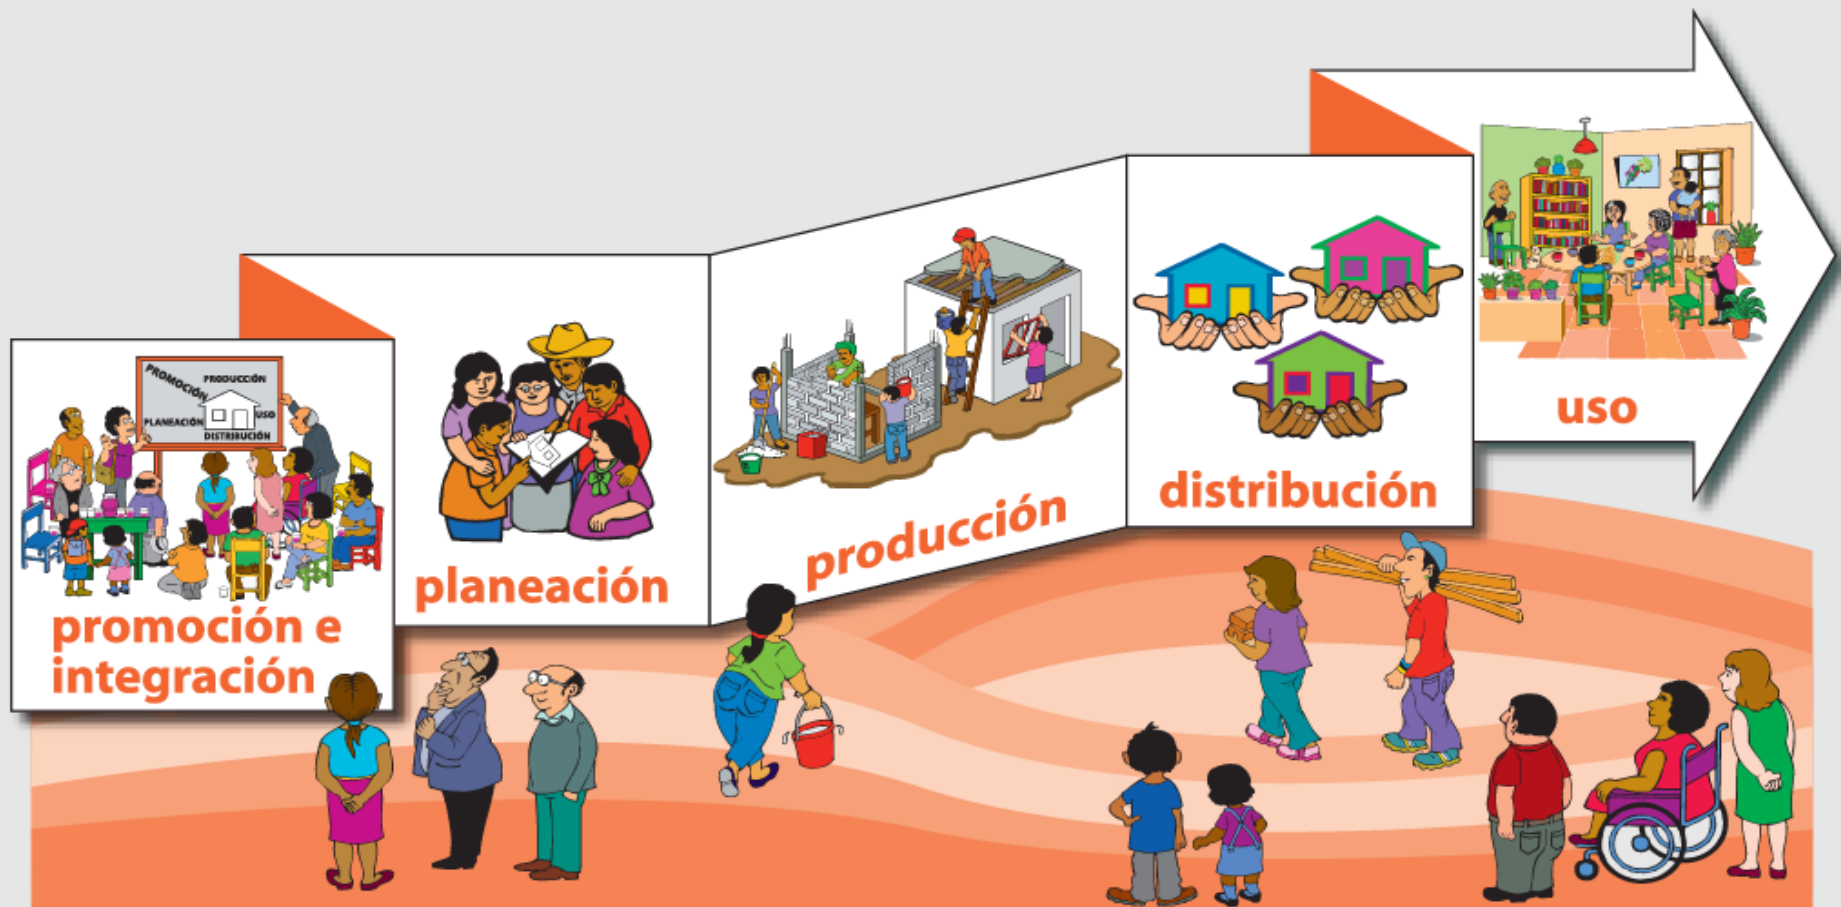 PROMOCIÓN
PRODUCCIÓN
PLANEACIÓN
USO
DISTRIBUCIÓN
promoción e
integración
planeación
producción
distribución
uso